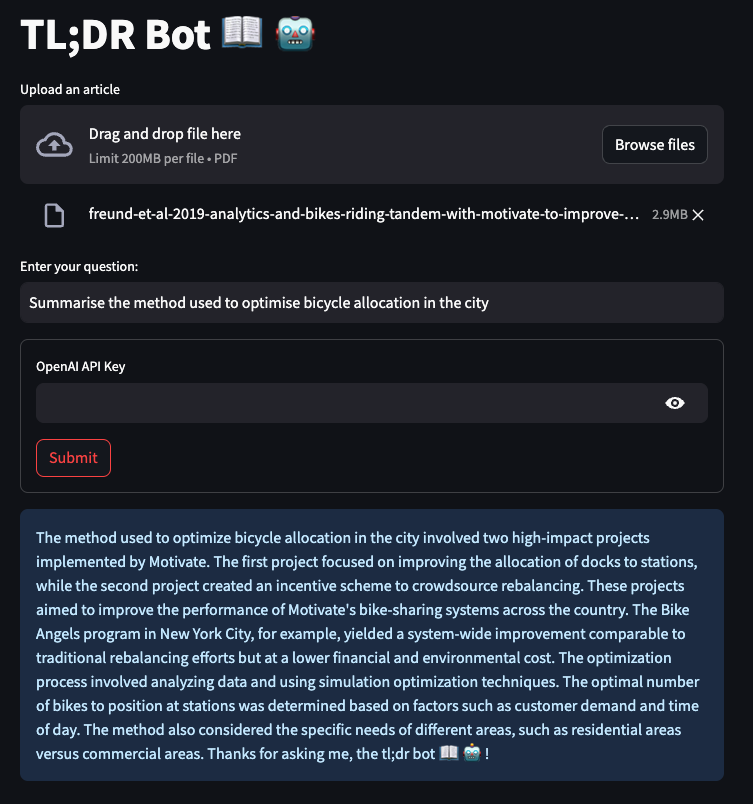 TL;DR Bot 📖 🤖
Upload an article
Drag and drop file here
Limit 200MB per file • PDF
Browse files
freund-et-al-2019-analytics-and-bikes-riding-tandem-with-motivate-to-improve-... 2.9MB
Enter your question:
Summarise the method used to optimise bicycle allocation in the city
OpenAI API Key
Submit
The method used to optimize bicycle allocation in the city involved two high-impact projects
implemented by Motivate. The first project focused on improving the allocation of docks to stations,
while the second project created an incentive scheme to crowdsource rebalancing. These projects
aimed to improve the performance of Motivate's bike-sharing systems across the country. The Bike
Angels program in New York City, for example, yielded a system-wide improvement comparable to
traditional rebalancing efforts but at a lower financial and environmental cost. The optimization
process involved analyzing data and using simulation optimization techniques. The optimal number
of bikes to position at stations was determined based on factors such as customer demand and time
of day. The method also considered the specific needs of different areas, such as residential areas
versus commercial areas. Thanks for asking me, the tl;dr bot 📖 🤖 !